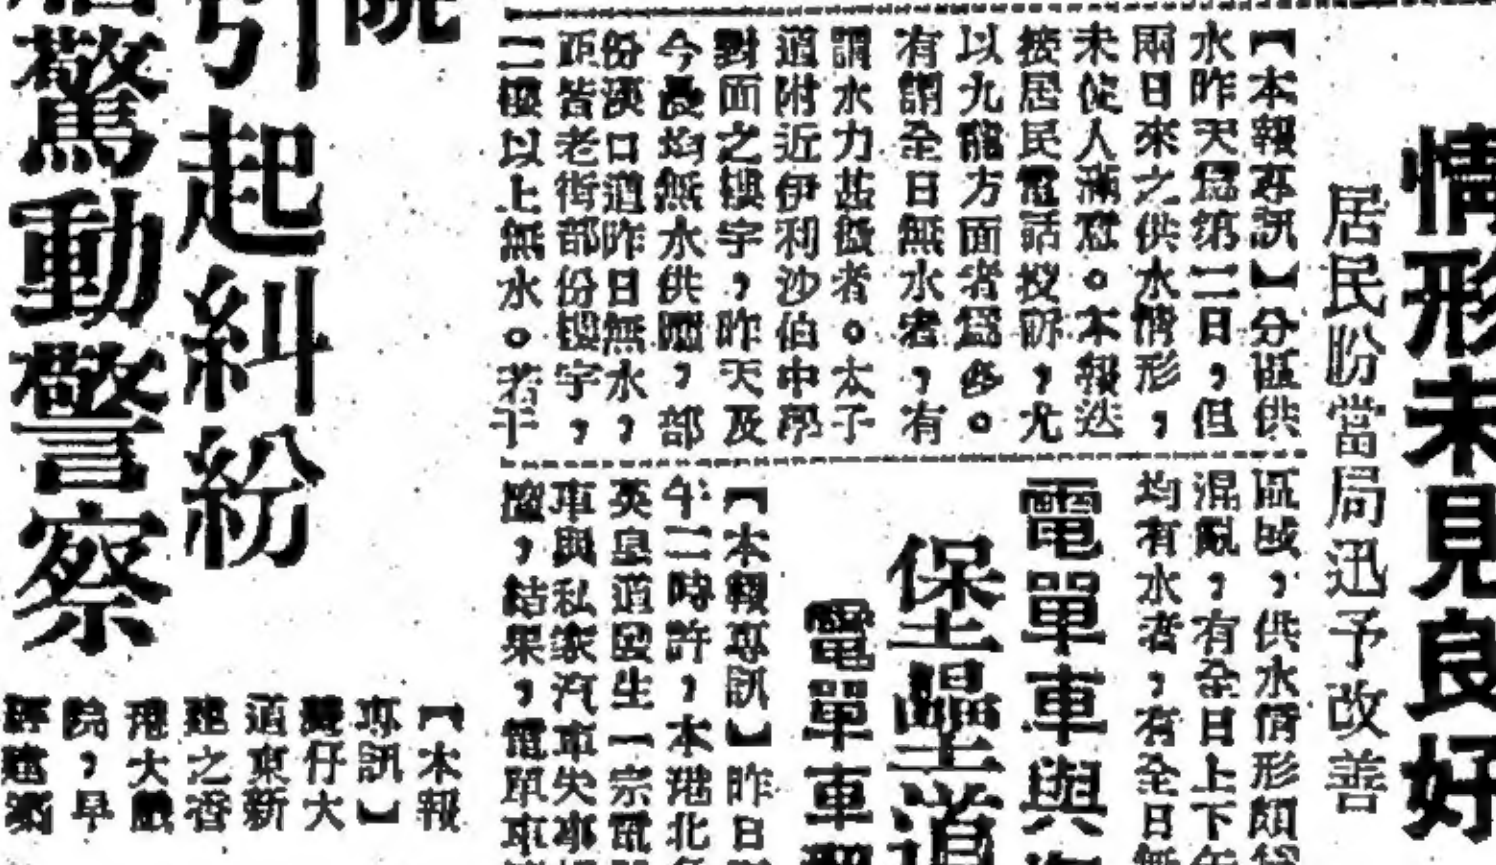 情形未見良好
居民盼當局迅予改善
【本報專訊】分區供
水昨天爲第二日，但
兩日來之供水情形，
未從人滿意。本報迭
接居民電話投訴，尤
以九龍方面者爲多。
有謂全日無水者，有
謂水力甚微者。太子
道附近伊利沙伯中學
對面之樓宇，昨天及
今晨均無水供應，部
份漢口道昨日無水，
距皆老街部份樓宇，
二樓以上無水。若干
區域，供水情形頗
混亂，有全日上下午
均有水者，有全日無
電單車與
保壘道
電單車
【本報專訊】昨日
午二時許，本港北角
英皇道發生一宗電
車與私家汽車失事
撞，結果，電單車
院
引起糾紛
驚動警察
【本報
專訊】
灣仔大
道東新
建之香
港大戲
院，早